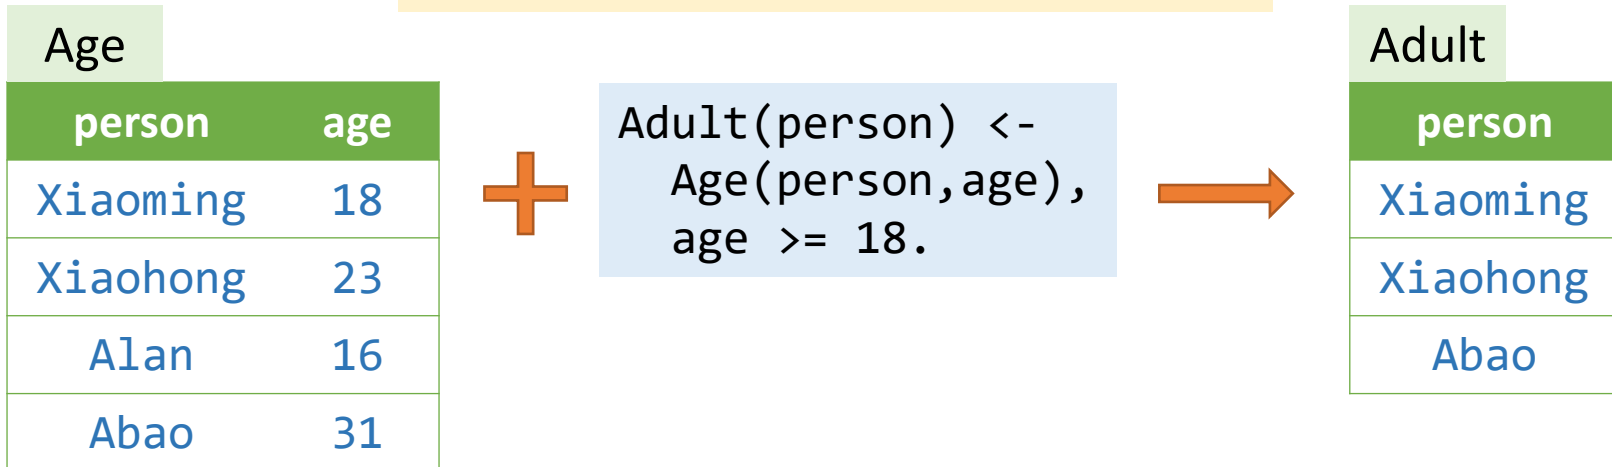 Age
person age
Xiaoming 18
Xiaohong 23
Alan 16
Abao 31
Adult(person) <-
Age(person,age),
age >= 18.
Adult
person
Xiaoming
Xiaohong
Abao